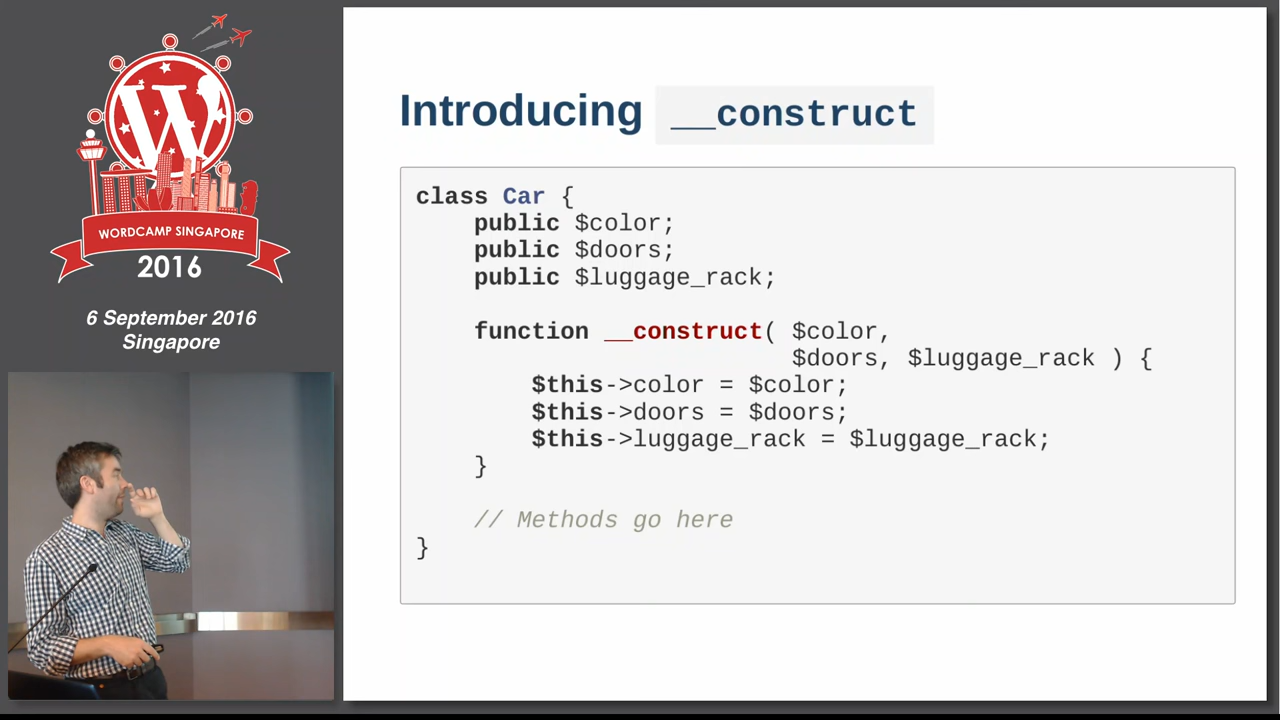 W
WORDCAMP SINGAPORE
2016
6 September 2016
Singapore
Introducing __construct
class Car {
    public $color;
    public $doors;
    public $luggage_rack;

    function __construct( $color,
                          $doors, $luggage_rack ) {
        $this->color = $color;
        $this->doors = $doors;
        $this->luggage_rack = $luggage_rack;
    }

    // Methods go here
}